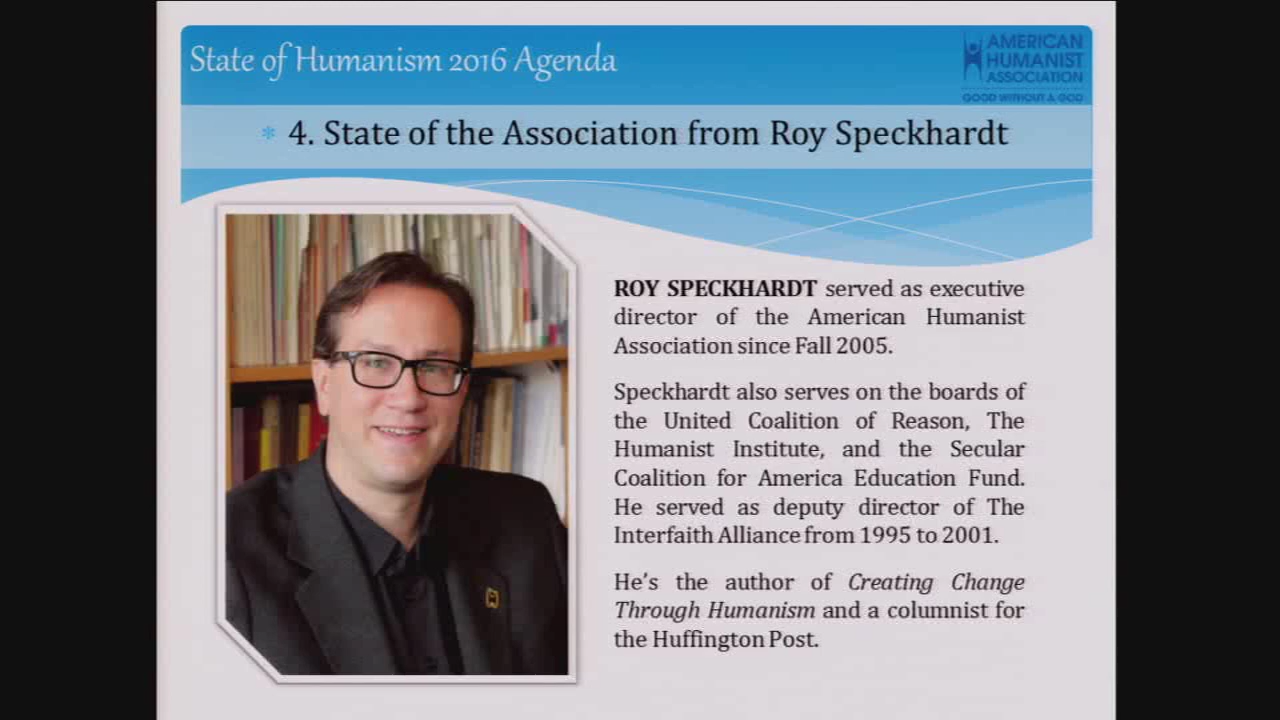 State of Humanism 2016 Agenda
AMERICAN
HUMANIST
ASSOCIATION
GOOD WITHOUT A GOD
* 4. State of the Association from Roy Speckhardt
ROY SPECKHARDT served as executive
director of the American Humanist
Association since Fall 2005.
Speckhardt also serves on the boards of
the United Coalition of Reason, The
Humanist Institute, and the Secular
Coalition for America Education Fund.
He served as deputy director of The
Interfaith Alliance from 1995 to 2001.
He's the author of Creating Change
Through Humanism and a columnist for
the Huffington Post.